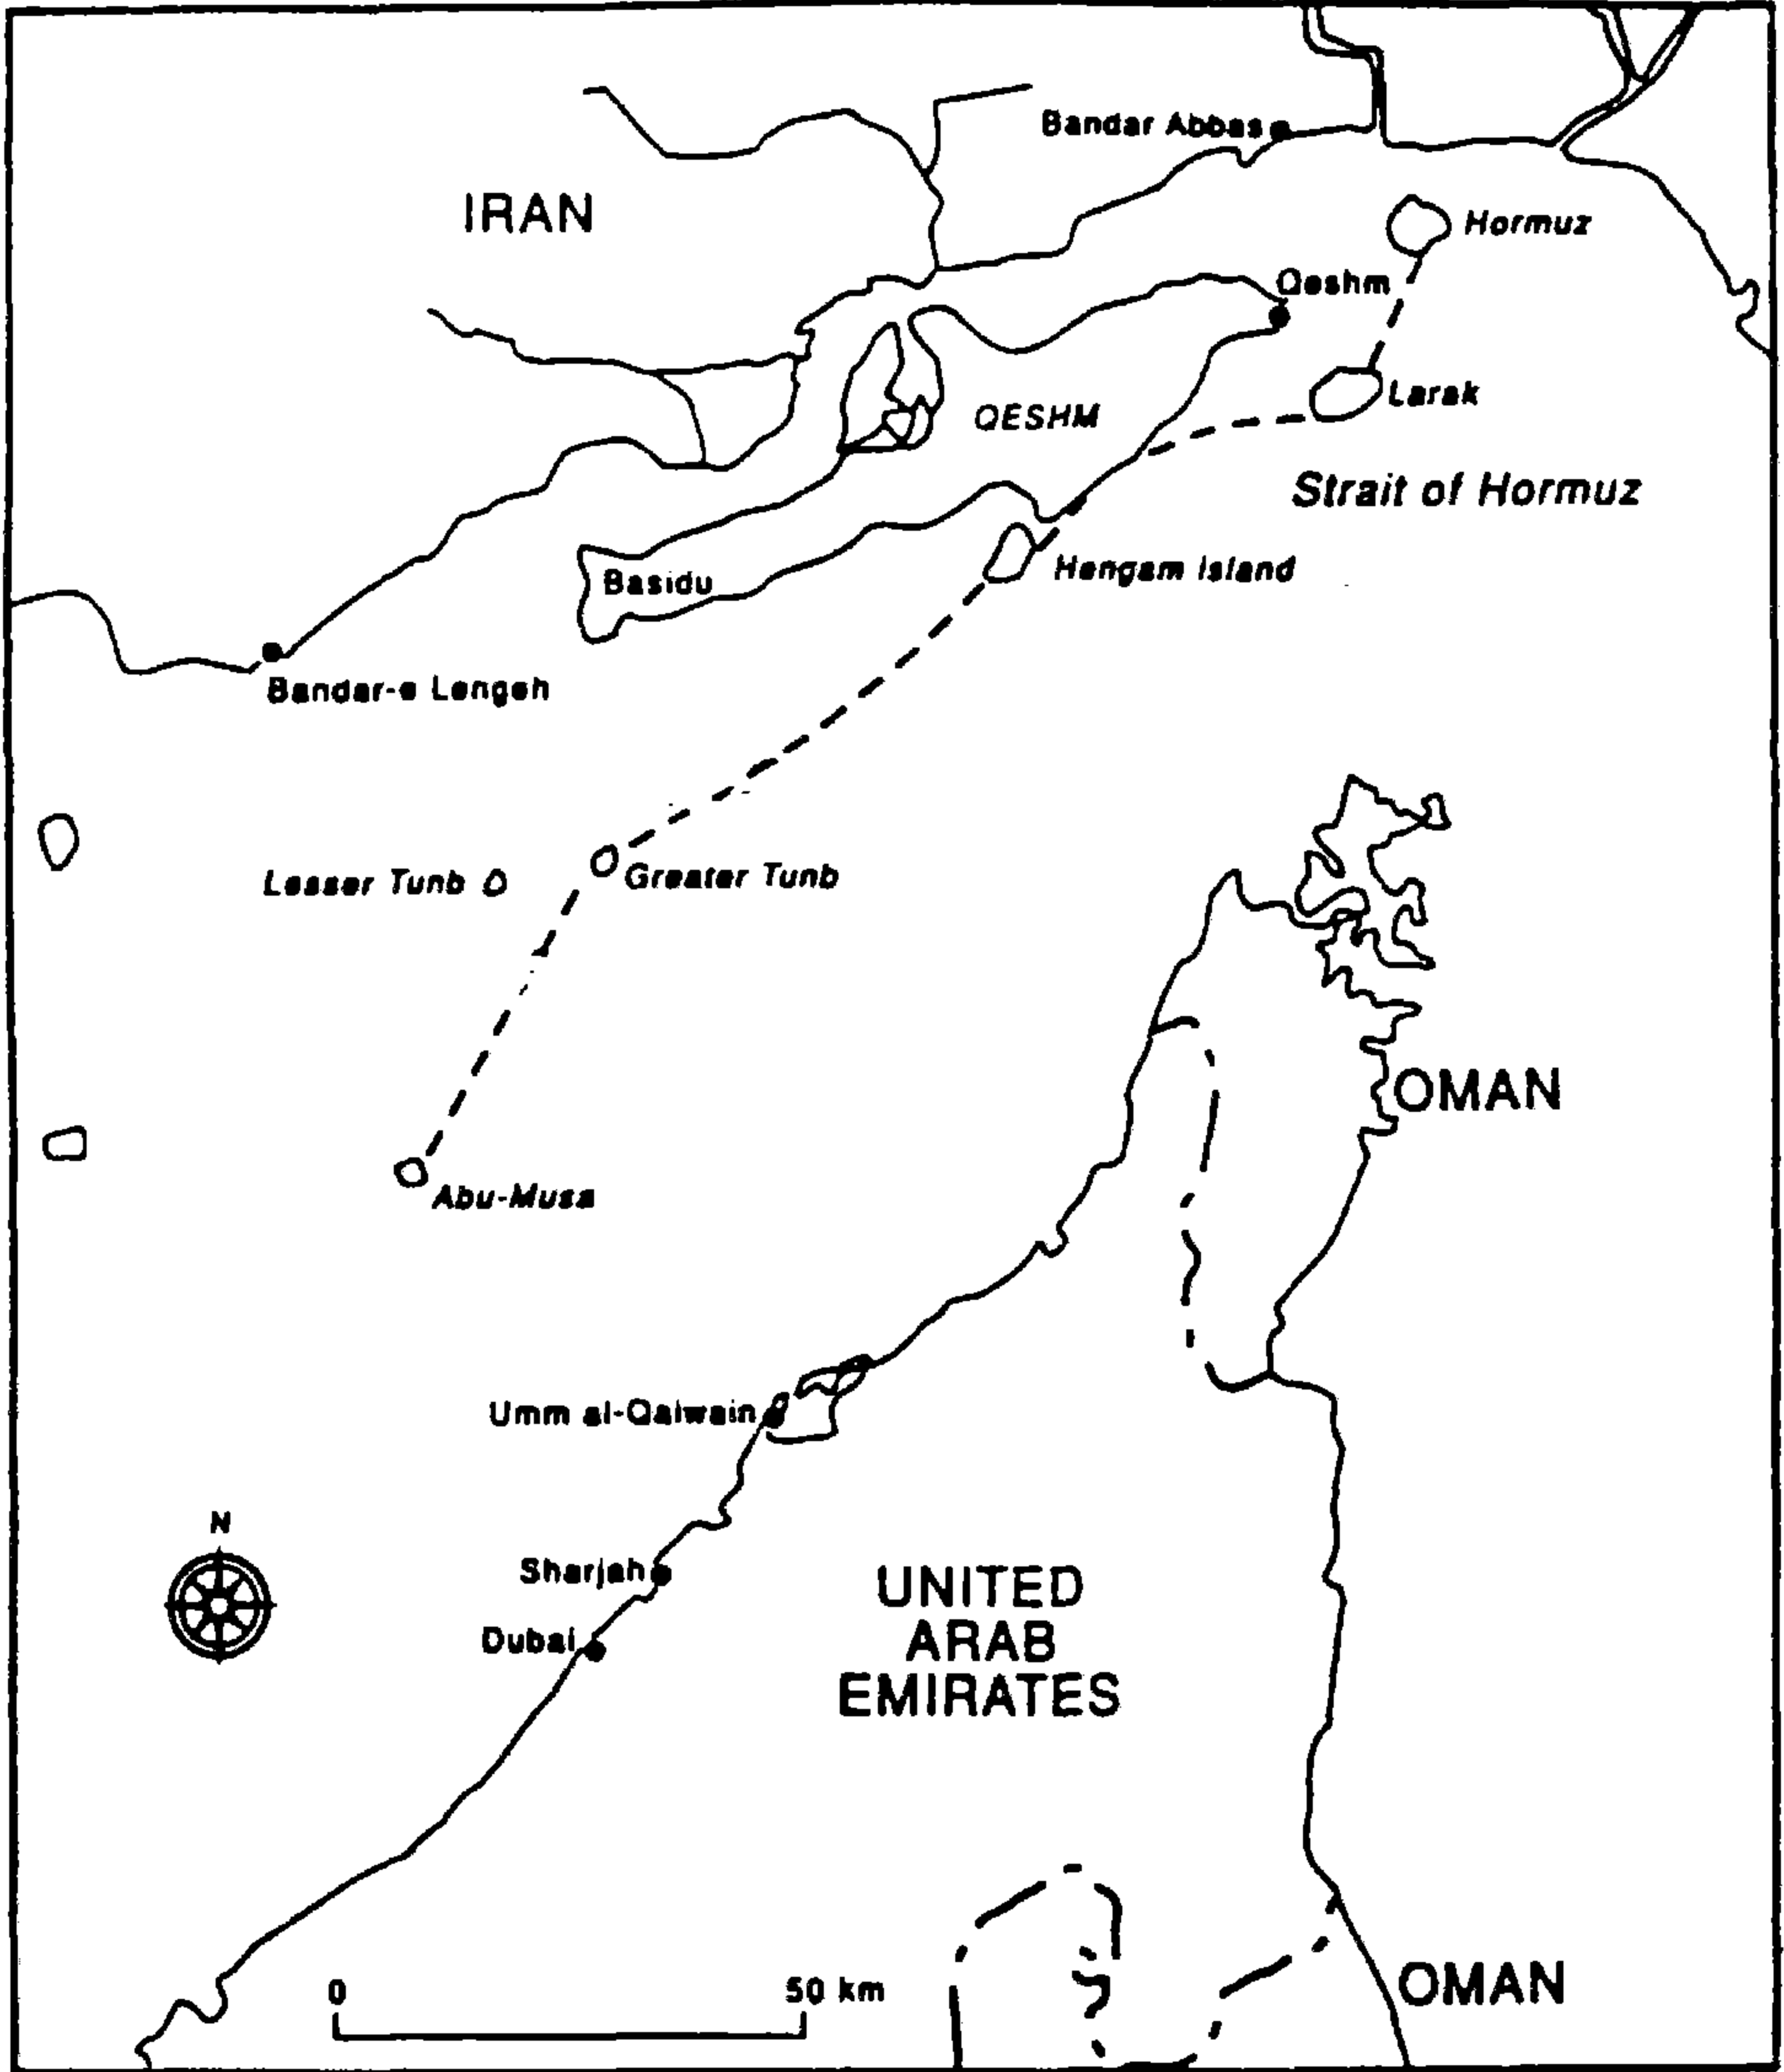 Bandar Abbas
IRAN
Hormuz
Qeshm
Larak
QESHM
Strait of Hormuz
Hengam Island
Basidu
Bandar-e Lengeh
Lesser Tunb
Greater Tunb
OMAN
Abu-Musa
Umm al-Qaiwain
N
Sharjah
Dubai
UNITED
ARAB
EMIRATES
0 50 km
OMAN